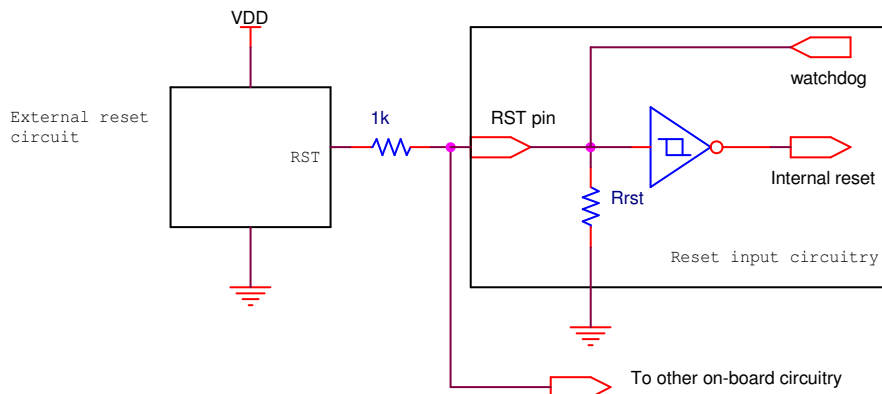 VDD
External reset
circuit
RST
1k
RST pin
watchdog
Internal reset
Rrst
Reset input circuitry
To other on-board circuitry